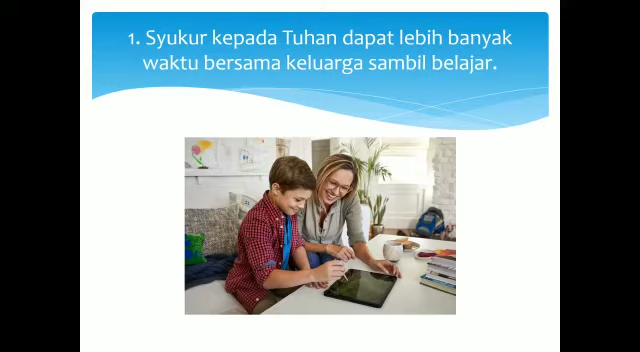 1. Syukur kepada Tuhan dapat lebih banyak
waktu bersama keluarga sambil belajar.